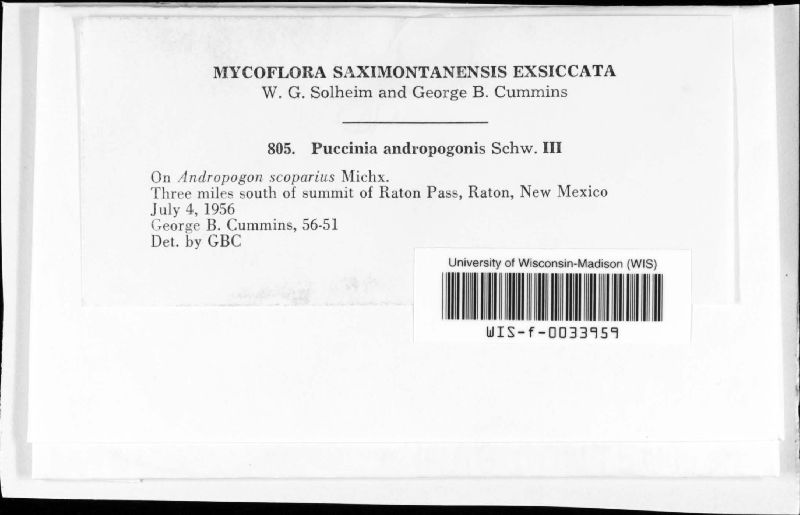 MYCOFLORA SAXIMONTANENSIS EXSICCATA
W. G. Solheim and George B. Cummins
805. Puccinia andropogonis Schw. III
On Andropogon scoparius Michx.
Three miles south of summit of Raton Pass, Raton, New Mexico
July 4, 1956
George B. Cummins, 56-51
Det. by GBC
University of Wisconsin-Madison (WIS)
WIS-f-0033959